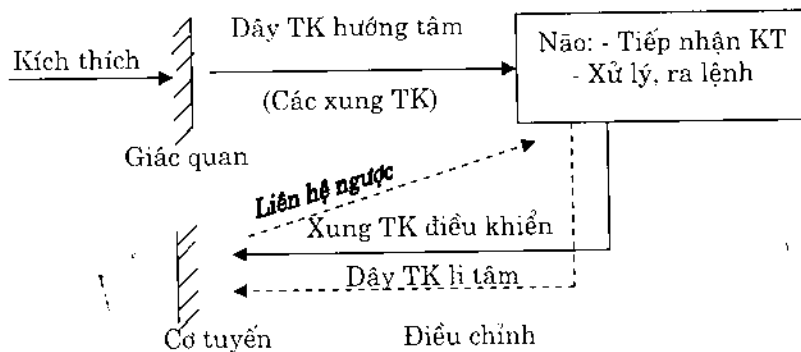 Dây TK hướng tâm
Kích thích
(Các xung TK)
Não: - Tiếp nhận KT
- Xử lý, ra lệnh
Giác quan
Liên hệ ngược
Xung TK điều khiển
Dây TK li tâm
Cơ tuyến
Điều chỉnh